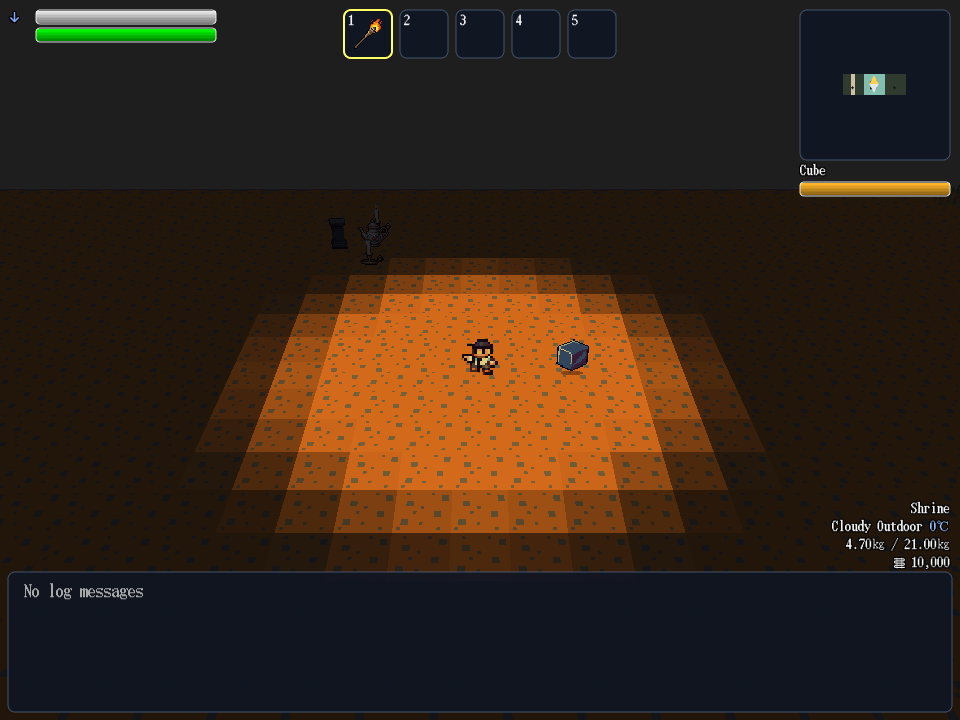 1
2
3
4
5
Cube
Shrine
Cloudy Outdoor 0℃
4.70kg / 21.00kg
10,000
No log messages